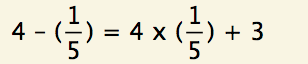 4 - (1/5) = 4 x (1/5) + 3